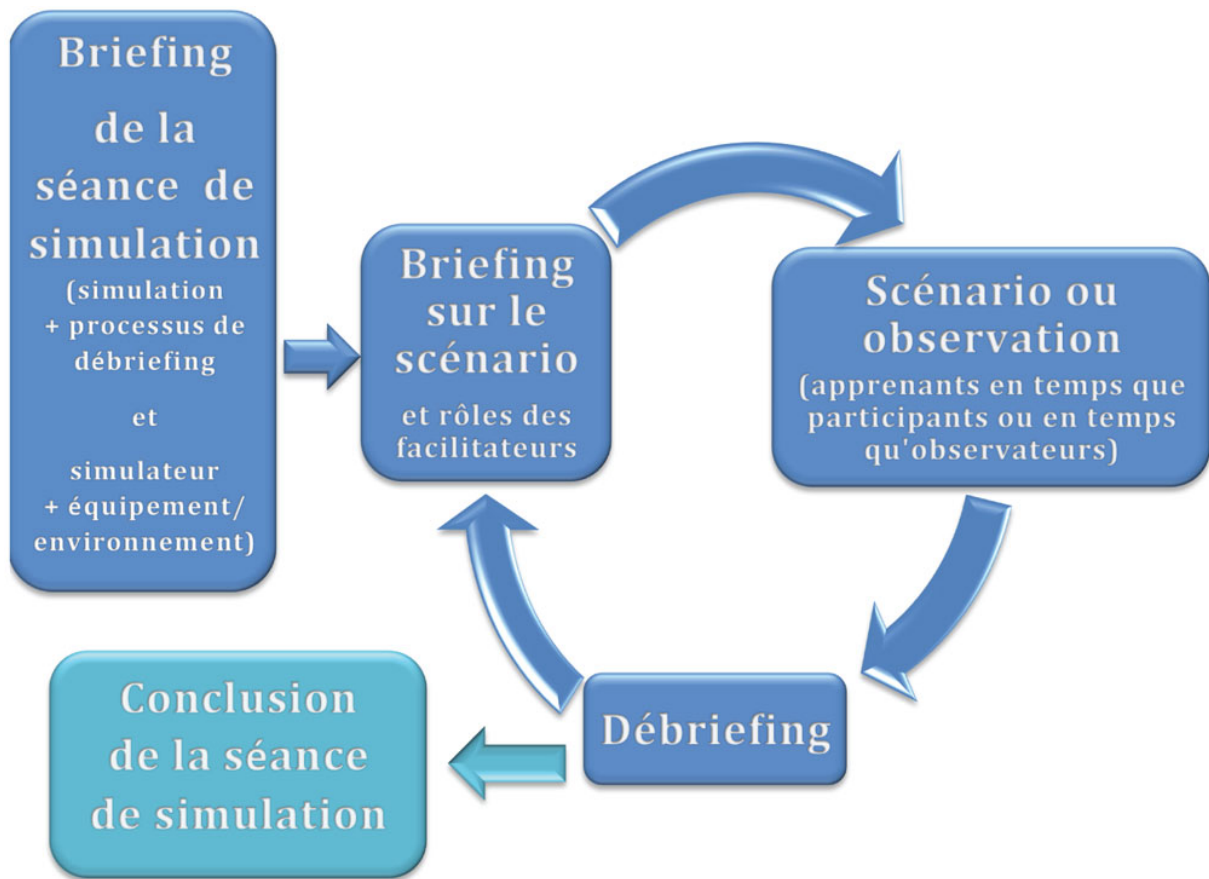 Briefing
de la
séance de
simulation
(simulation
+ processus de
débriefing
et
simulateur
+ équipement/
environnement)
Briefing
sur le
scénario
et rôles des
facilitateurs
Scénario ou
observation
(apprenants en temps que
participants ou en temps
qu'observateurs)
Débriefing
Conclusion
de la séance
de simulation